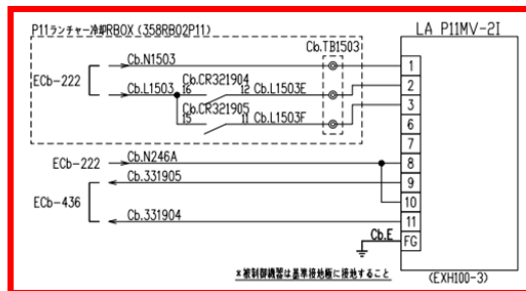 P11ランチャー冷却RBOX (358RB02P11)
LA P11MV-2I
Cb.TB1503
Cb.N1503
1
ECb-222
Cb.CR321904
2
Cb.L1503
16
12
Cb.L1503E
3
Cb.CR321905
15
11
Cb.L1503F
6
7
ECb-222
Cb.N246A
8
Cb.331905
9
ECb-436
10
Cb.331904
11
Cb.E
FG
*被制御機器は基準接地極に接地すること
(EXH100-3)